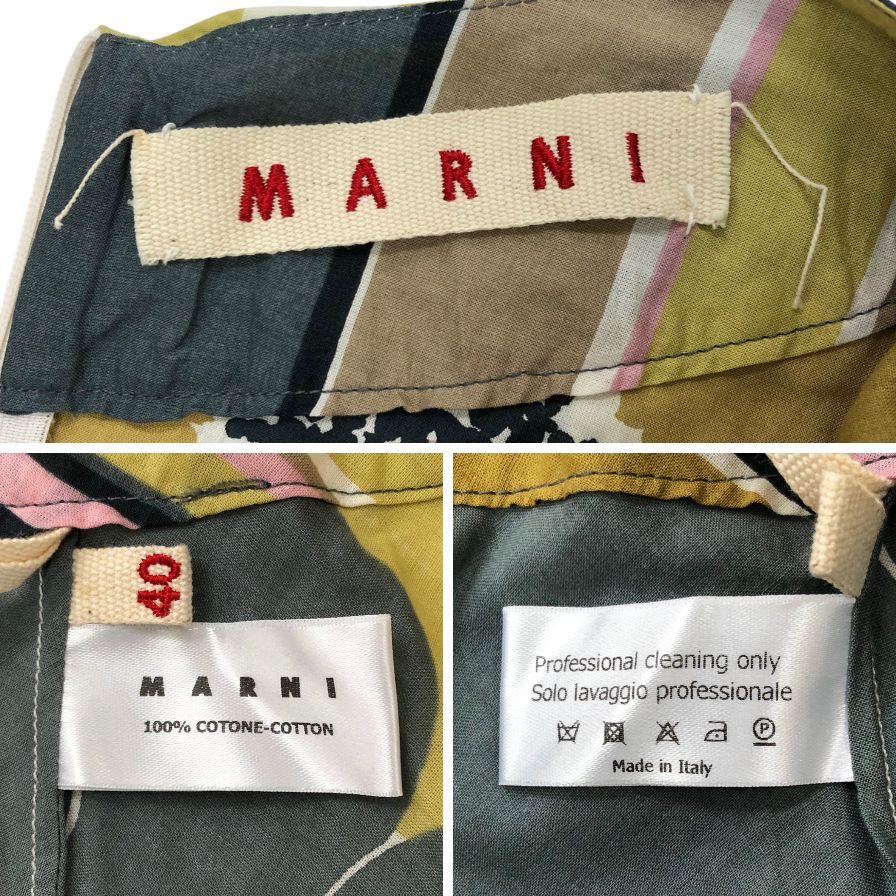 MARNI
40
MARNI
100% COTONE-COTTON
Professional cleaning only
Solo lavaggio professionale
P
Made in Italy